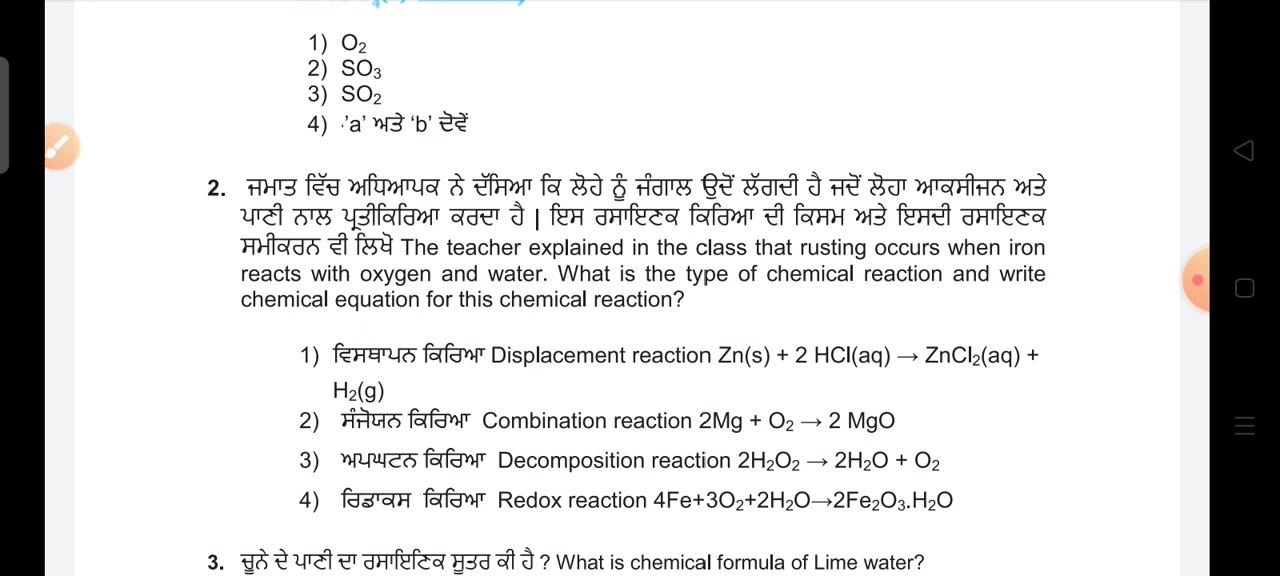 1) O₂
2) SO₃
3) SO₂
4) 'a' ਅਤੇ 'b' ਦੋਵੇਂ
2. ਜਮਾਤ ਵਿੱਚ ਅਧਿਆਪਕ ਨੇ ਦੱਸਿਆ ਕਿ ਲੋਹੇ ਨੂੰ ਜੰਗਾਲ ਉਦੋਂ ਲੱਗਦੀ ਹੈ ਜਦੋਂ ਲੋਹਾ ਆਕਸੀਜਨ ਅਤੇ
ਪਾਣੀ ਨਾਲ ਪ੍ਰਤੀਕਿਰਿਆ ਕਰਦਾ ਹੈ | ਇਸ ਰਸਾਇਣਕ ਕਿਰਿਆ ਦੀ ਕਿਸਮ ਅਤੇ ਇਸਦੀ ਰਸਾਇਣਕ
ਸਮੀਕਰਨ ਵੀ ਲਿਖੋ The teacher explained in the class that rusting occurs when iron
reacts with oxygen and water. What is the type of chemical reaction and write
chemical equation for this chemical reaction?
1) ਵਿਸਥਾਪਨ ਕਿਰਿਆ Displacement reaction Zn(s) + 2 HCl(aq) → ZnCl₂(aq) +
H₂(g)
2) ਸੰਜੋਯਨ ਕਿਰਿਆ Combination reaction 2Mg + O₂ → 2 MgO
3) ਅਪਘਟਨ ਕਿਰਿਆ Decomposition reaction 2H₂O₂ → 2H₂O + O₂
4) ਰਿਡਾਕਸ ਕਿਰਿਆ Redox reaction 4Fe+3O₂+2H₂O→2Fe₂O₃.H₂O
3. ਚੂਨੇ ਦੇ ਪਾਣੀ ਦਾ ਰਸਾਇਣਿਕ ਸੂਤਰ ਕੀ ਹੈ ? What is chemical formula of Lime water?